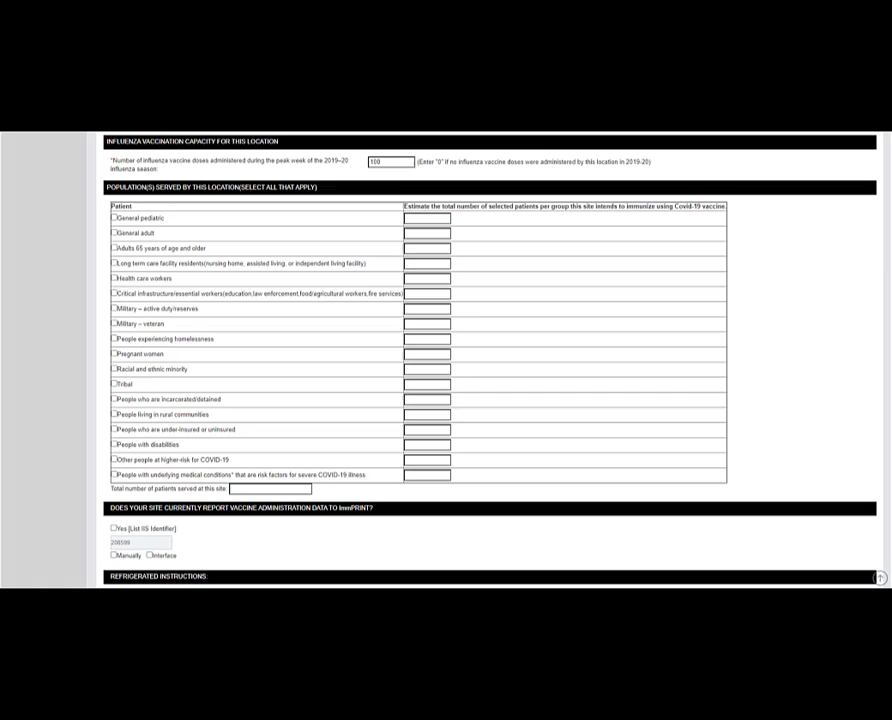 INFLUENZA VACCINATION CAPACITY FOR THIS LOCATION
*Number of influenza vaccine doses administered during the peak week of the 2019–20 100 (Enter "0" if no influenza vaccine doses were administered by this location in 2019-20)
influenza season:
POPULATION(S) SERVED BY THIS LOCATION(SELECT ALL THAT APPLY)
Patient Estimate the total number of selected patients per group this site intends to immunize using Covid-19 vaccine.
General pediatric
General adult
Adults 65 years of age and older
Long term care facility residents(nursing home, assisted living, or independent living facility)
Health care workers
Critical infrastructure/essential workers(education,law enforcement,food/agricultural workers,fire services)
Military – active duty/reserves
Military – veteran
People experiencing homelessness
Pregnant women
Racial and ethnic minority
Tribal
People who are incarcerated/detained
People living in rural communities
People who are under-insured or uninsured
People with disabilities
Other people at higher-risk for COVID-19
People with underlying medical conditions* that are risk factors for severe COVID-19 illness
Total number of patients served at this site:
DOES YOUR SITE CURRENTLY REPORT VACCINE ADMINISTRATION DATA TO ImmPRINT?
Yes [List IIS Identifier]
208599
Manually Interface
REFRIGERATED INSTRUCTIONS: